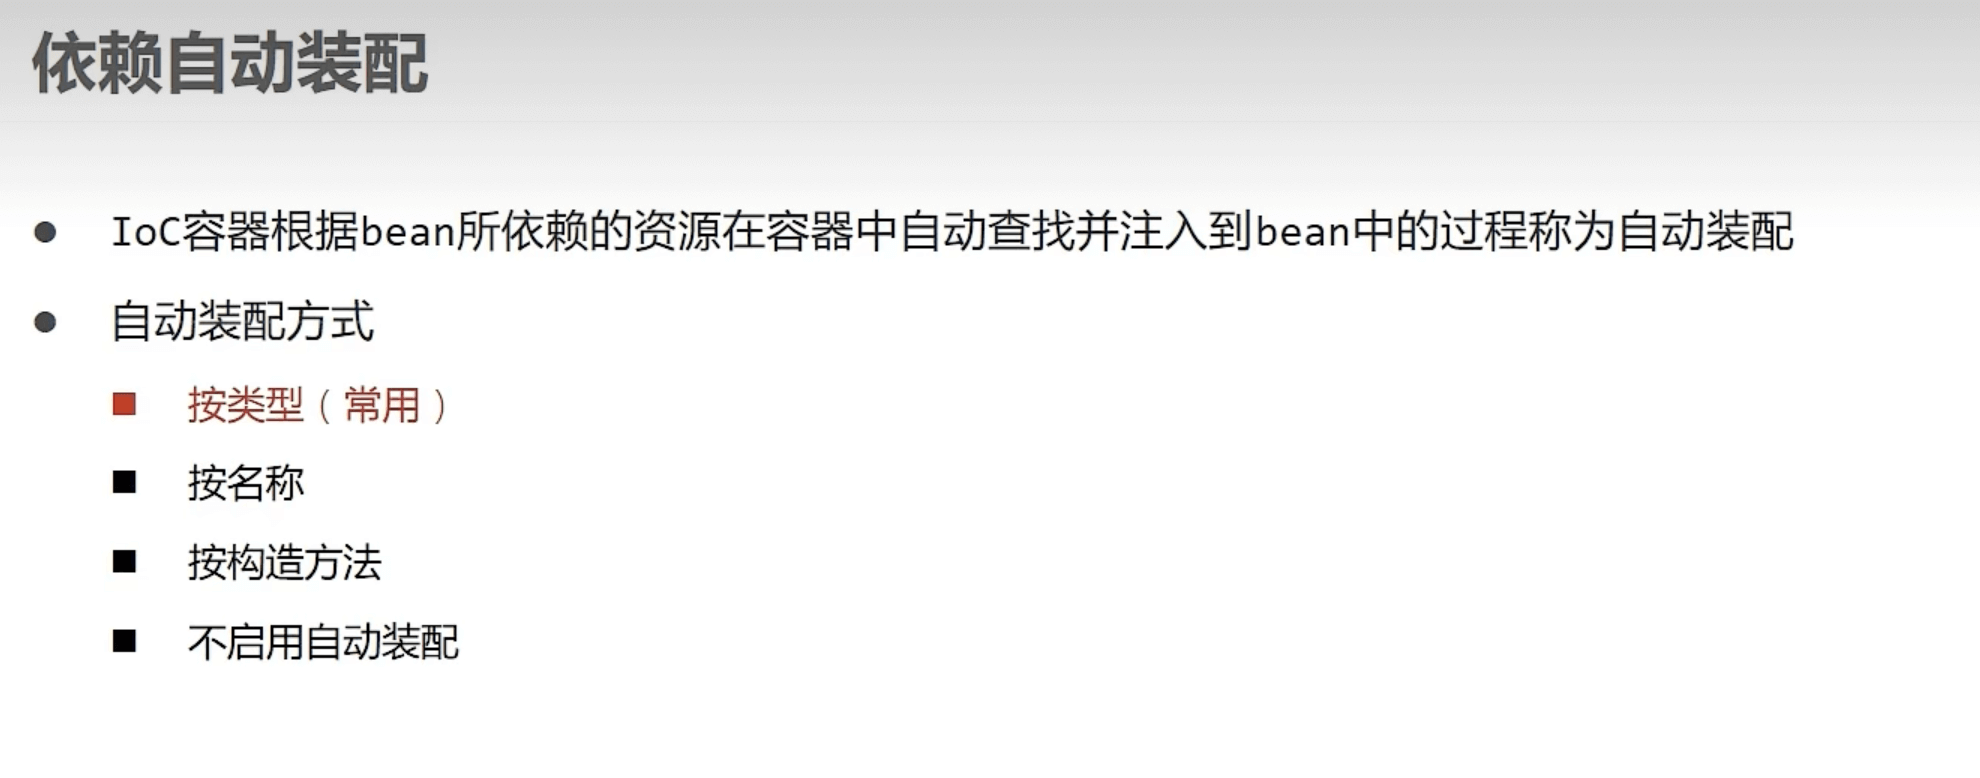 依赖自动装配
IoC容器根据bean所依赖的资源在容器中自动查找并注入到bean中的过程称为自动装配
自动装配方式
按类型（常用）
按名称
按构造方法
不启用自动装配